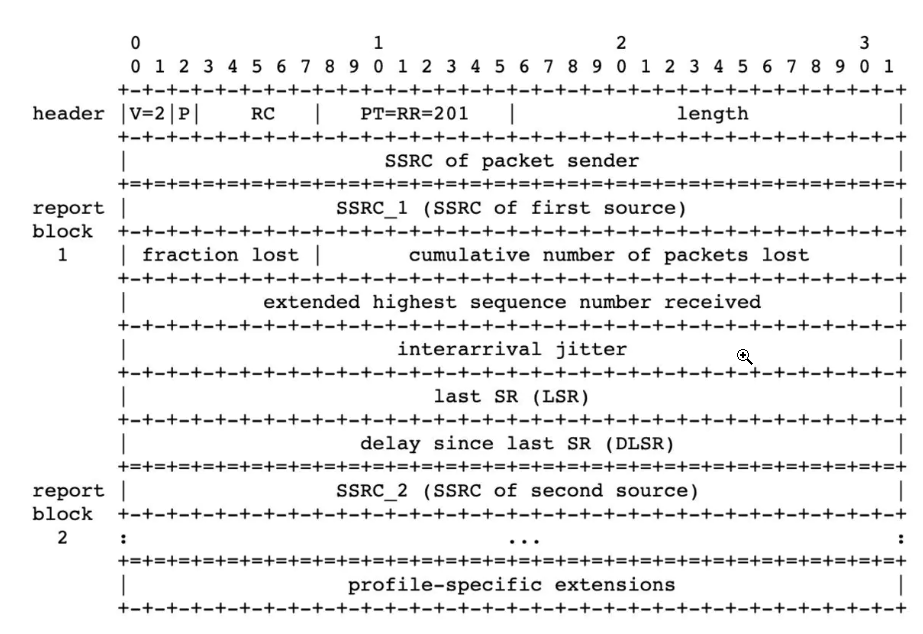 0                   1                   2                   3
        0 1 2 3 4 5 6 7 8 9 0 1 2 3 4 5 6 7 8 9 0 1 2 3 4 5 6 7 8 9 0 1
       +-+-+-+-+-+-+-+-+-+-+-+-+-+-+-+-+-+-+-+-+-+-+-+-+-+-+-+-+-+-+-+-+
header |V=2|P|    RC   |   PT=RR=201   |             length            |
       +-+-+-+-+-+-+-+-+-+-+-+-+-+-+-+-+-+-+-+-+-+-+-+-+-+-+-+-+-+-+-+-+
       |                     SSRC of packet sender                     |
       +=+=+=+=+=+=+=+=+=+=+=+=+=+=+=+=+=+=+=+=+=+=+=+=+=+=+=+=+=+=+=+=+
report |                 SSRC_1 (SSRC of first source)                 |
block  +-+-+-+-+-+-+-+-+-+-+-+-+-+-+-+-+-+-+-+-+-+-+-+-+-+-+-+-+-+-+-+-+
  1    | fraction lost |       cumulative number of packets lost       |
       +-+-+-+-+-+-+-+-+-+-+-+-+-+-+-+-+-+-+-+-+-+-+-+-+-+-+-+-+-+-+-+-+
       |           extended highest sequence number received           |
       +-+-+-+-+-+-+-+-+-+-+-+-+-+-+-+-+-+-+-+-+-+-+-+-+-+-+-+-+-+-+-+-+
       |                      interarrival jitter                      |
       +-+-+-+-+-+-+-+-+-+-+-+-+-+-+-+-+-+-+-+-+-+-+-+-+-+-+-+-+-+-+-+-+
       |                         last SR (LSR)                         |
       +-+-+-+-+-+-+-+-+-+-+-+-+-+-+-+-+-+-+-+-+-+-+-+-+-+-+-+-+-+-+-+-+
       |                   delay since last SR (DLSR)                  |
       +=+=+=+=+=+=+=+=+=+=+=+=+=+=+=+=+=+=+=+=+=+=+=+=+=+=+=+=+=+=+=+=+
report |                 SSRC_2 (SSRC of second source)                |
block  +-+-+-+-+-+-+-+-+-+-+-+-+-+-+-+-+-+-+-+-+-+-+-+-+-+-+-+-+-+-+-+-+
  2    :                               ...                             :
       +=+=+=+=+=+=+=+=+=+=+=+=+=+=+=+=+=+=+=+=+=+=+=+=+=+=+=+=+=+=+=+=+
       |                  profile-specific extensions                  |
       +-+-+-+-+-+-+-+-+-+-+-+-+-+-+-+-+-+-+-+-+-+-+-+-+-+-+-+-+-+-+-+-+